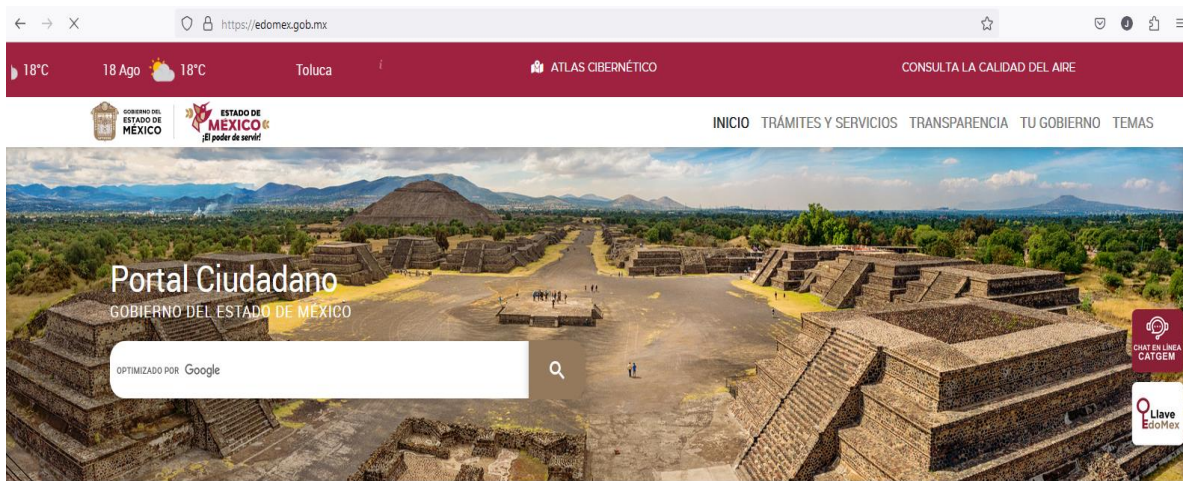 https://edomex.gob.mx
18°C
18 Ago 18°C
Toluca
i
ATLAS CIBERNÉTICO
CONSULTA LA CALIDAD DEL AIRE
GOBIERNO DEL
ESTADO DE
MÉXICO
ESTADO DE
MÉXICO
¡El poder de servir!
INICIO TRÁMITES Y SERVICIOS TRANSPARENCIA TU GOBIERNO TEMAS
Portal Ciudadano
GOBIERNO DEL ESTADO DE MÉXICO
OPTIMIZADO POR Google
CHAT EN LÍNEA
CATGEM
Llave
EdoMex
J